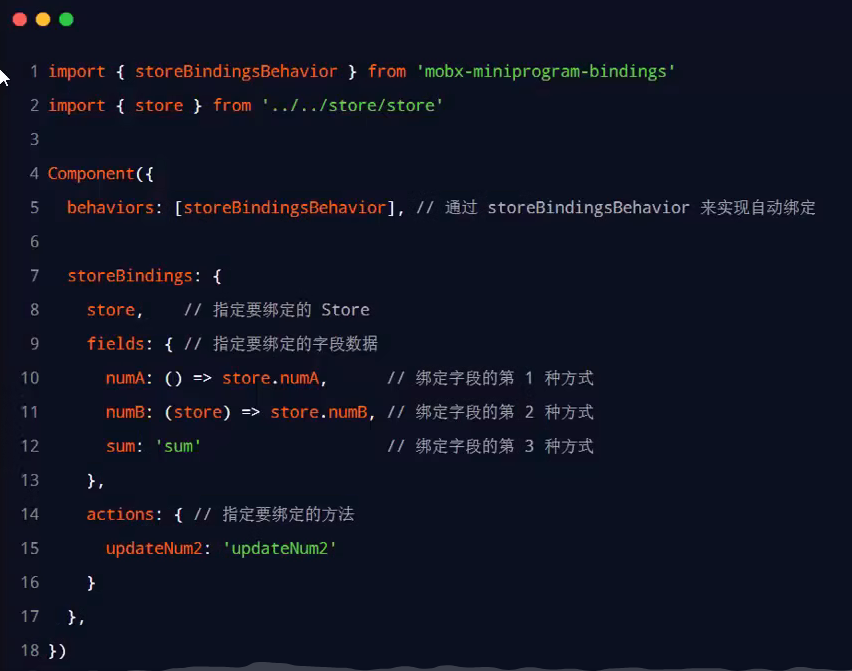 1 import { storeBindingsBehavior } from 'mobx-miniprogram-bindings'
2 import { store } from '../../store/store'
3
4 Component({
5   behaviors: [storeBindingsBehavior], // 通过 storeBindingsBehavior 来实现自动绑定
6
7   storeBindings: {
8     store,    // 指定要绑定的 Store
9     fields: { // 指定要绑定的字段数据
10       numA: () => store.numA,      // 绑定字段的第 1 种方式
11       numB: (store) => store.numB, // 绑定字段的第 2 种方式
12       sum: 'sum'                   // 绑定字段的第 3 种方式
13     },
14     actions: { // 指定要绑定的方法
15       updateNum2: 'updateNum2'
16     }
17   },
18 })